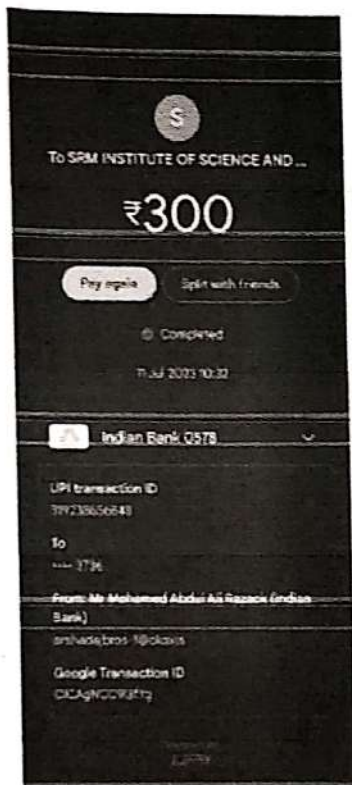 S
To SRM INSTITUTE OF SCIENCE AND ...
₹300
Pay again
Split with friends
Completed
11 Jul 2023 10:32
Indian Bank 0578
UPI transaction ID
To
3736
From: Mr Mohamed Abdul Ali Razack (Indian
Bank)
Google Transaction ID